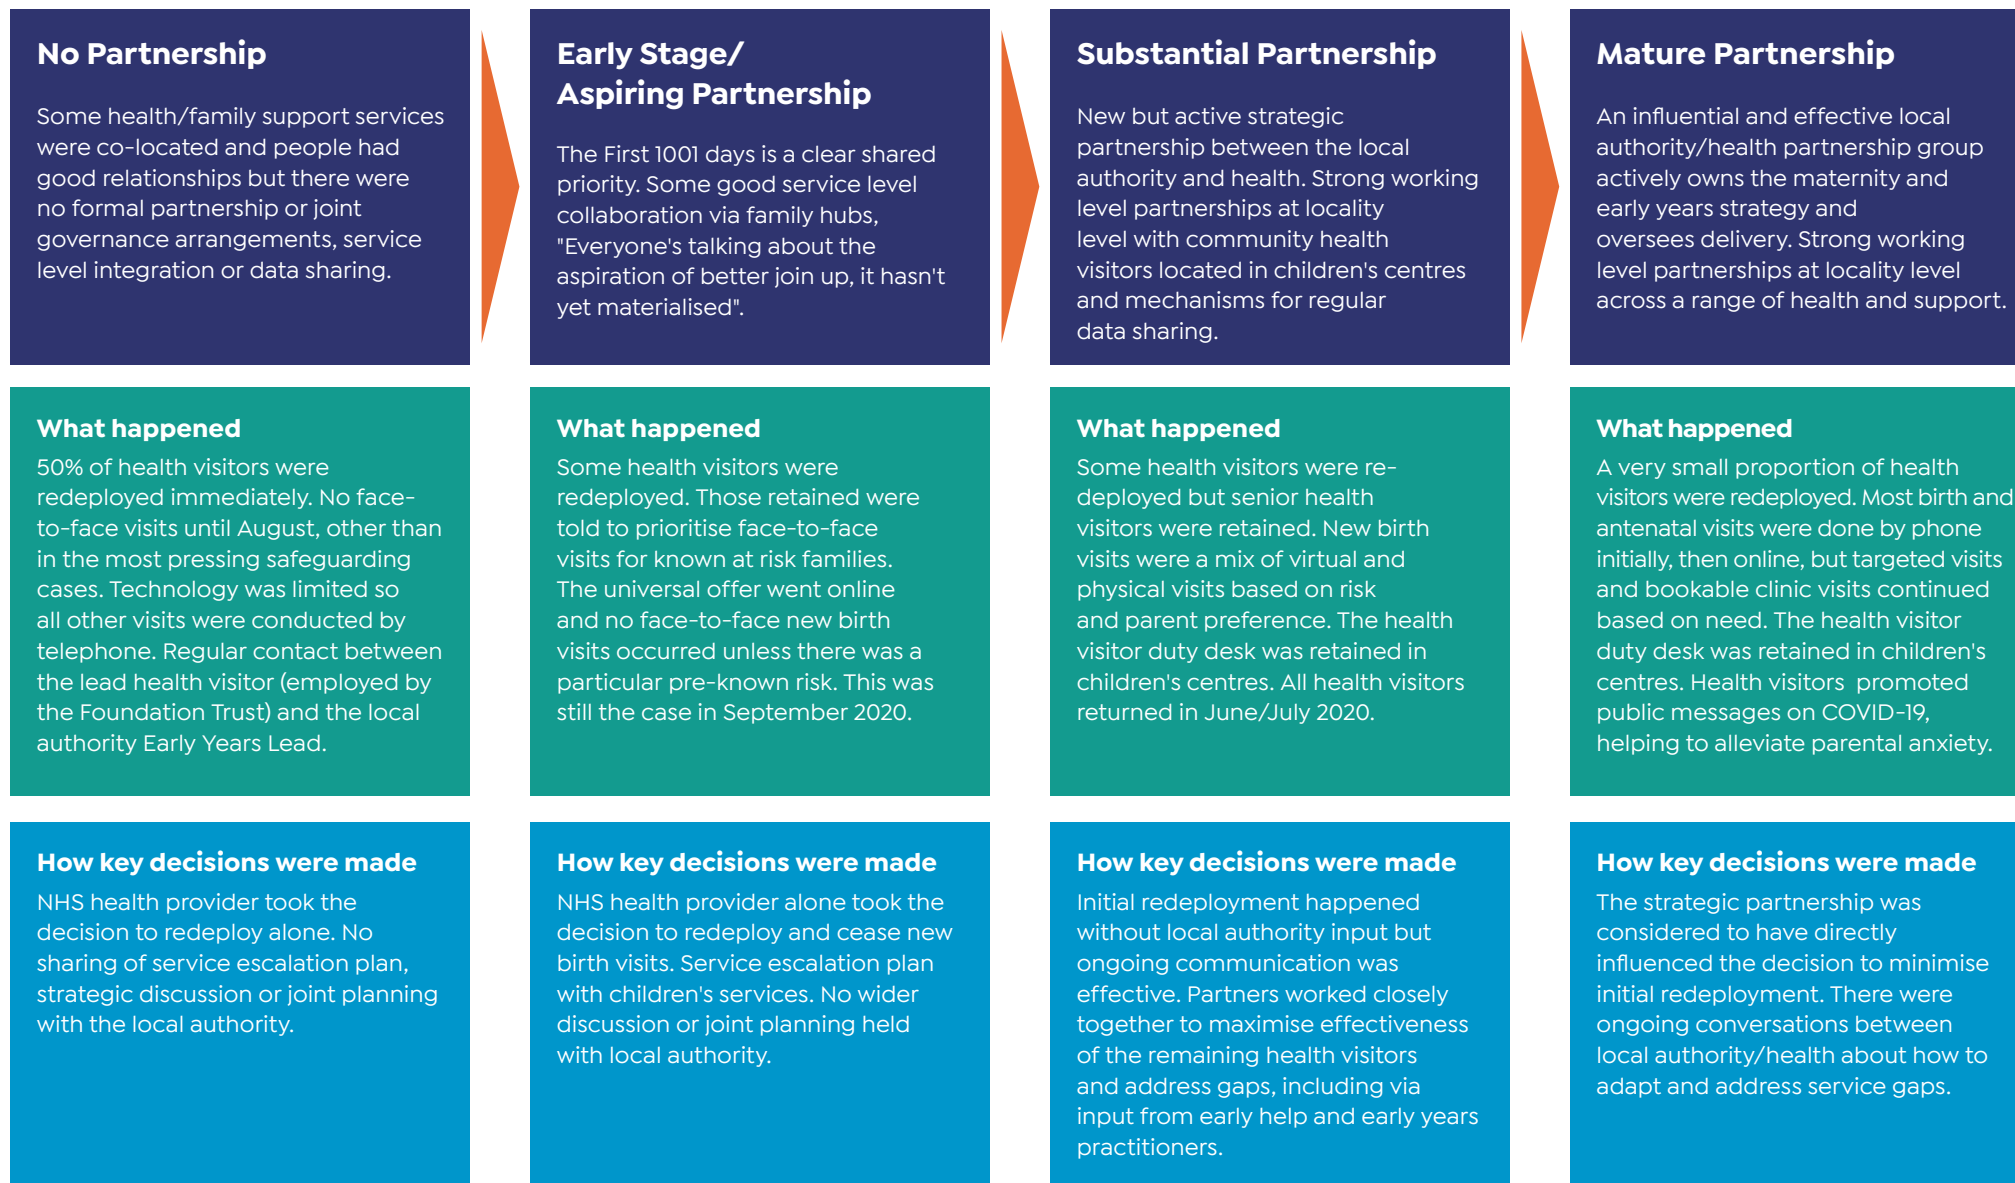 No Partnership
Some health/family support services
were co-located and people had
good relationships but there were
no formal partnership or joint
governance arrangements, service
level integration or data sharing.
Early Stage/
Aspiring Partnership
The First 1001 days is a clear shared
priority. Some good service level
collaboration via family hubs,
"Everyone's talking about the
aspiration of better join up, it hasn't
yet materialised".
Substantial Partnership
New but active strategic
partnership between the local
authority and health. Strong working
level partnerships at locality
level with community health
visitors located in children's centres
and mechanisms for regular
data sharing.
Mature Partnership
An influential and effective local
authority/health partnership group
actively owns the maternity and
early years strategy and
oversees delivery. Strong working
level partnerships at locality level
across a range of health and support.
What happened
50% of health visitors were
redeployed immediately. No face-
to-face visits until August, other than
in the most pressing safeguarding
cases. Technology was limited so
all other visits were conducted by
telephone. Regular contact between
the lead health visitor (employed by
the Foundation Trust) and the local
authority Early Years Lead.
What happened
Some health visitors were
redeployed. Those retained were
told to prioritise face-to-face
visits for known at risk families.
The universal offer went online
and no face-to-face new birth
visits occurred unless there was a
particular pre-known risk. This was
still the case in September 2020.
What happened
Some health visitors were re-
deployed but senior health
visitors were retained. New birth
visits were a mix of virtual and
physical visits based on risk
and parent preference. The health
visitor duty desk was retained in
children's centres. All health visitors
returned in June/July 2020.
What happened
A very small proportion of health
visitors were redeployed. Most birth and
antenatal visits were done by phone
initially, then online, but targeted visits
and bookable clinic visits continued
based on need. The health visitor
duty desk was retained in children's
centres. Health visitors promoted
public messages on COVID-19,
helping to alleviate parental anxiety.
How key decisions were made
NHS health provider took the
decision to redeploy alone. No
sharing of service escalation plan,
strategic discussion or joint planning
with the local authority.
How key decisions were made
NHS health provider alone took the
decision to redeploy and cease new
birth visits. Service escalation plan
with children's services. No wider
discussion or joint planning held
with local authority.
How key decisions were made
Initial redeployment happened
without local authority input but
ongoing communication was
effective. Partners worked closely
together to maximise effectiveness
of the remaining health visitors
and address gaps, including via
input from early help and early years
practitioners.
How key decisions were made
The strategic partnership was
considered to have directly
influenced the decision to minimise
initial redeployment. There were
ongoing conversations between
local authority/health about how to
adapt and address service gaps.